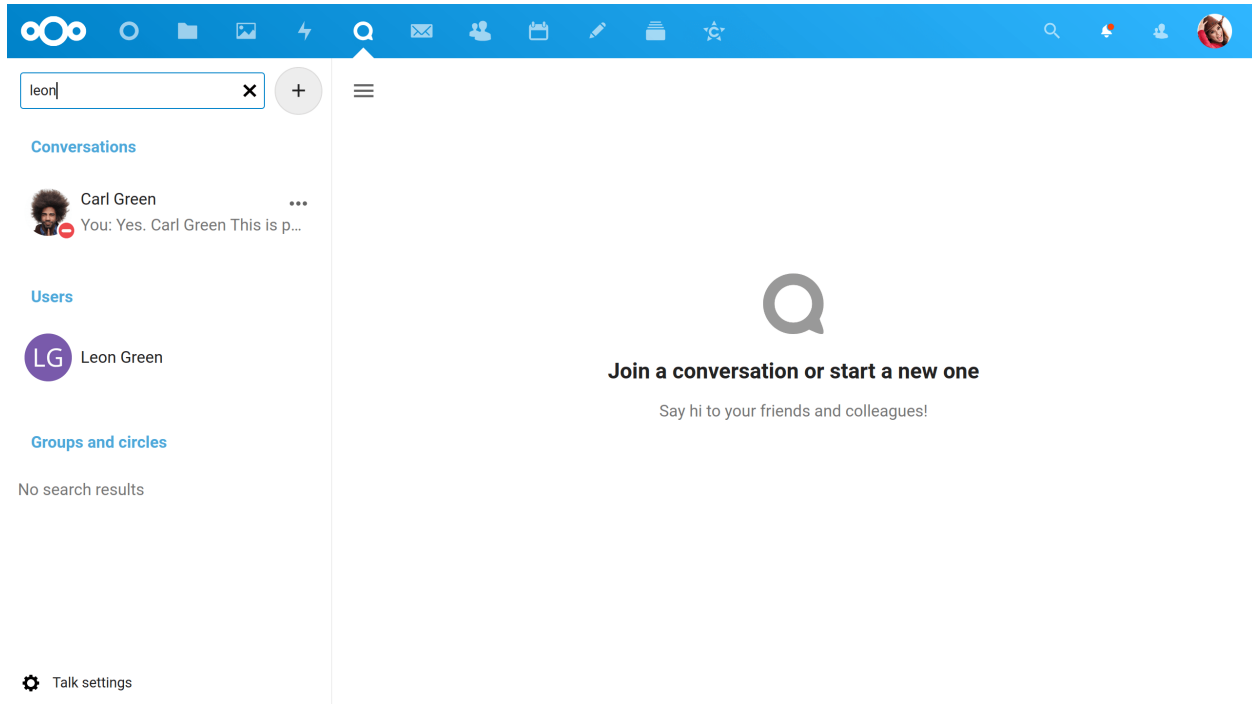 leon
Conversations
Carl Green
You: Yes. Carl Green This is p...
Users
LG Leon Green
Groups and circles
No search results
Talk settings
Join a conversation or start a new one
Say hi to your friends and colleagues!